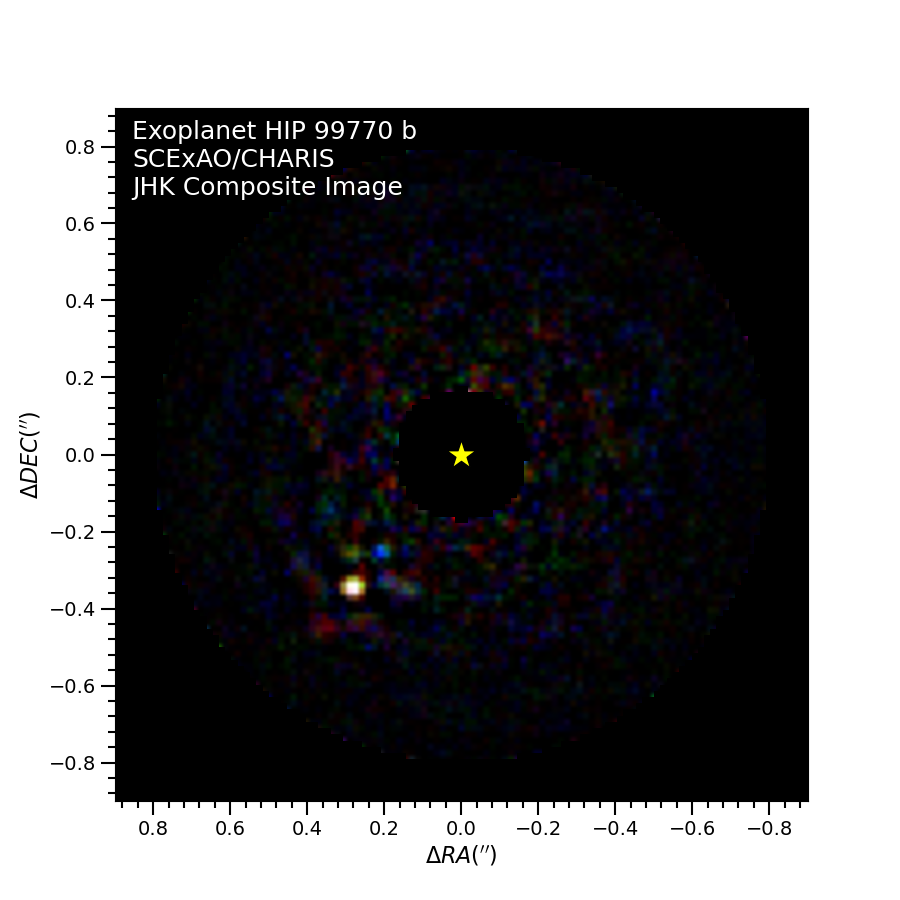 Exoplanet HIP 99770 b
SCExAO/CHARIS
JHK Composite Image
0.8
0.6
0.4
0.2
0.0
−0.2
−0.4
−0.6
−0.8
ΔDEC(′′)
0.8 0.6 0.4 0.2 0.0 −0.2 −0.4 −0.6 −0.8
ΔRA(′′)